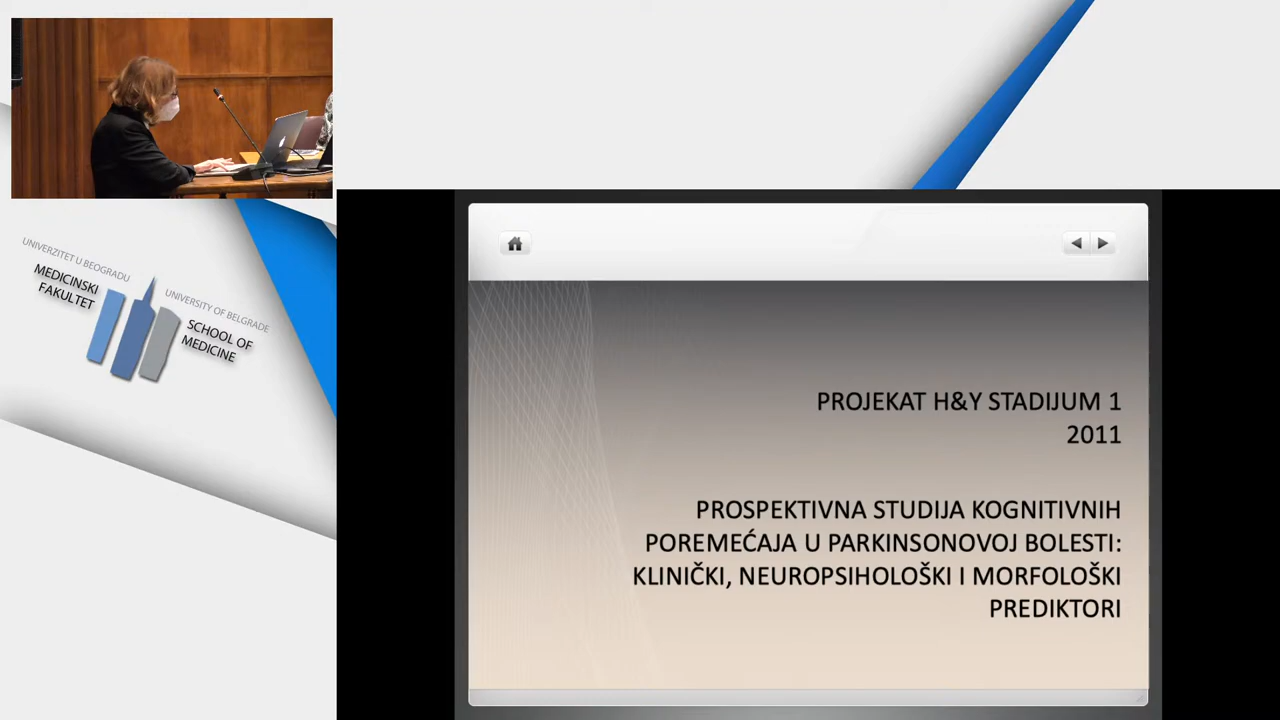 UNIVERZITET U BEOGRADU
MEDICINSKI
FAKULTET
UNIVERSITY OF BELGRADE
SCHOOL OF
MEDICINE
PROJEKAT H&Y STADIJUM 1
2011
PROSPEKTIVNA STUDIJA KOGNITIVNIH
POREMEĆAJA U PARKINSONOVOJ BOLESTI:
KLINIČKI, NEUROPSIHOLOŠKI I MORFOLOŠKI
PREDIKTORI